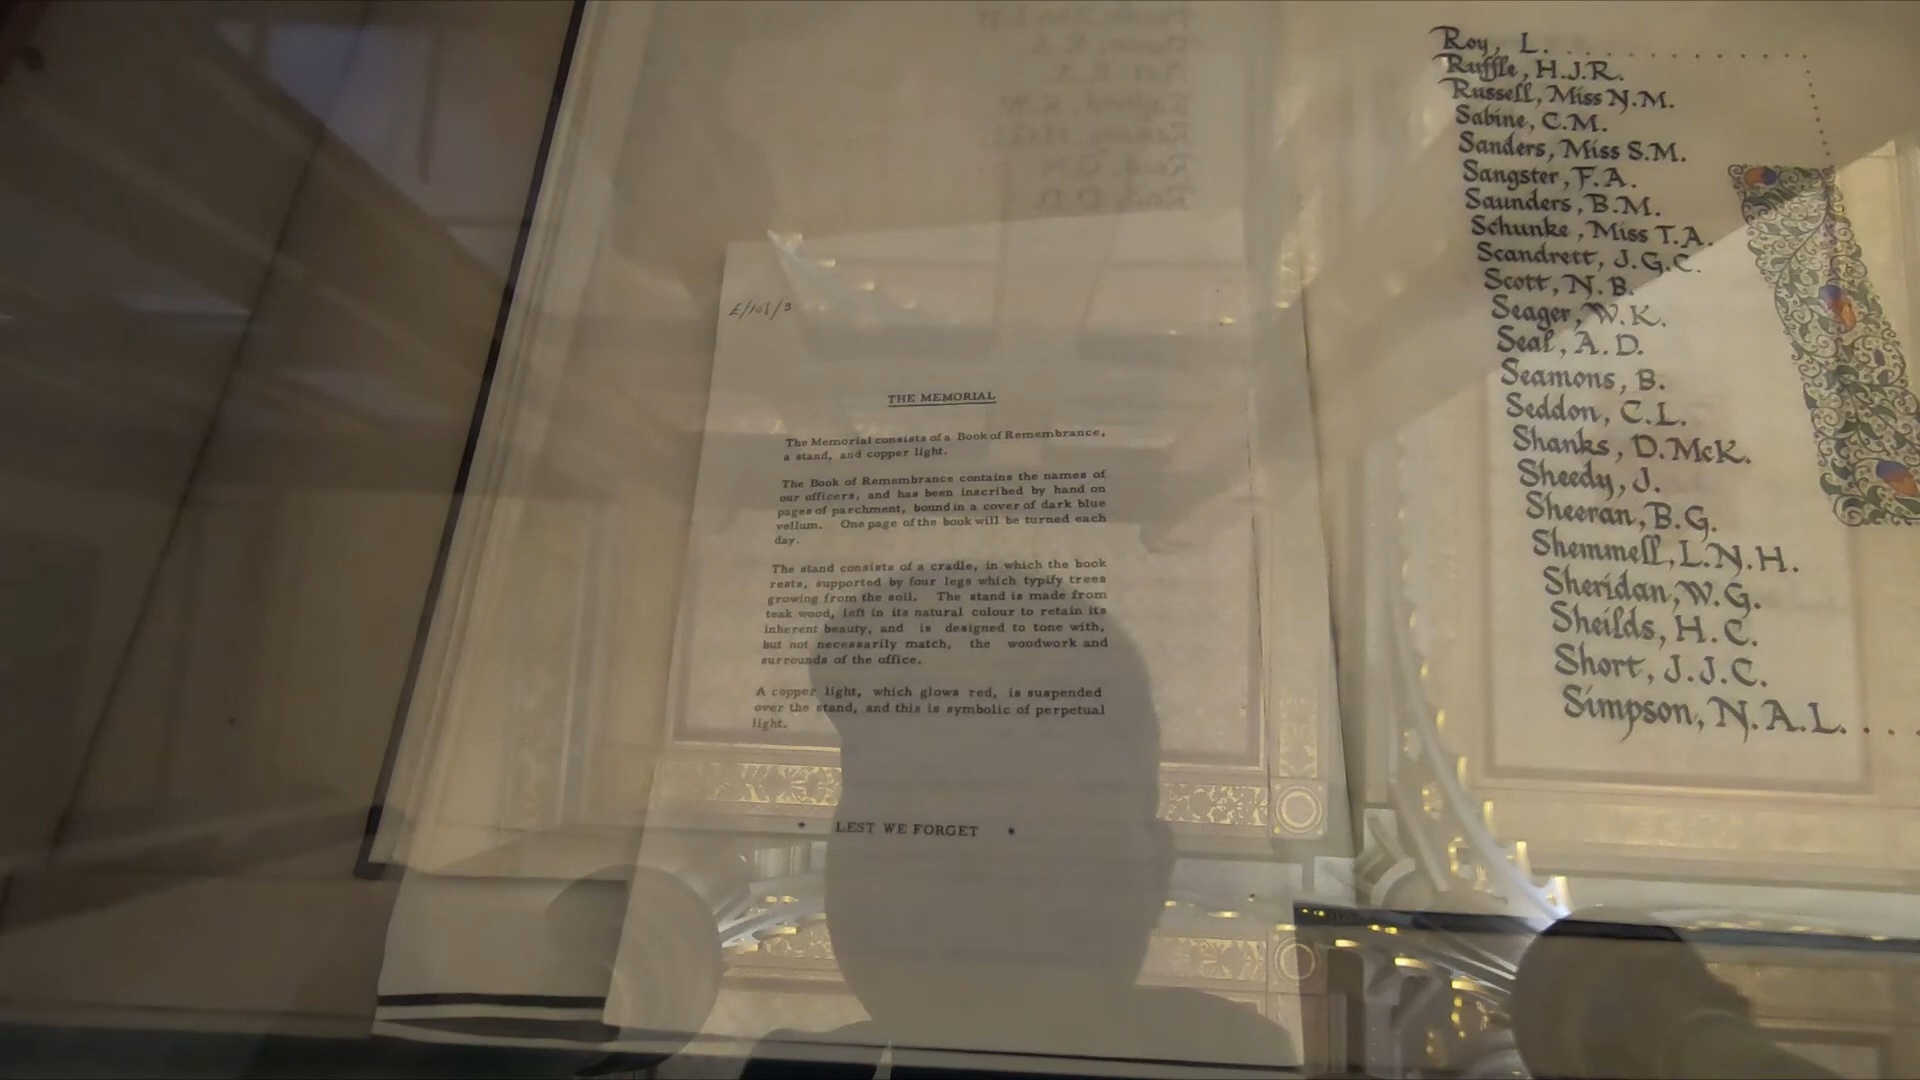 THE MEMORIAL
The Memorial consists of a Book of Remembrance,
a stand, and copper light.
The Book of Remembrance contains the names of
our officers, and has been inscribed by hand on
pages of parchment, bound in a cover of dark blue
vellum. One page of the book will be turned each
day.
The stand consists of a cradle, in which the book
rests, supported by four legs which typify trees
growing from the soil. The stand is made from
teak wood, left in its natural colour to retain its
inherent beauty, and is designed to tone with,
but not necessarily match, the woodwork and
surrounds of the office.
A copper light, which glows red, is suspended
over the stand, and this is symbolic of perpetual
light.
* LEST WE FORGET *
Roy, L. . . . . . . . . . . . .
Ruffle, H.J.R.
Russell, Miss N.M.
Sabine, C.M.
Sanders, Miss S.M.
Sangster, F.A.
Saunders, B.M.
Schunke, Miss T.A.
Scandrett, J.G.C.
Scott, N.B.
Seager, W.K.
Seal, A.D.
Seamons, B.
Seddon, C.L.
Shanks, D.McK.
Sheedy, J.
Sheeran, B.G.
Shemmell, L.N.H.
Sheridan, W.G.
Sheilds, H.C.
Short, J.J.C.
Simpson, N.A.L. . . .